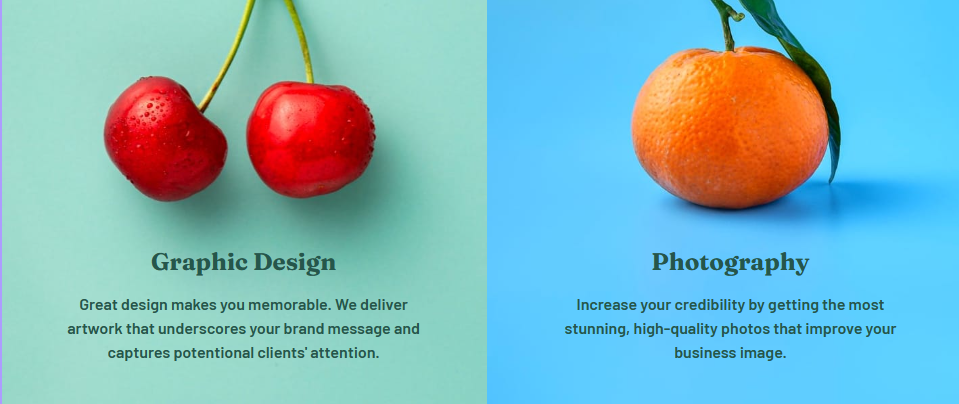 Graphic Design
Great design makes you memorable. We deliver
artwork that underscores your brand message and
captures potentional clients' attention.
Photography
Increase your credibility by getting the most
stunning, high-quality photos that improve your
business image.